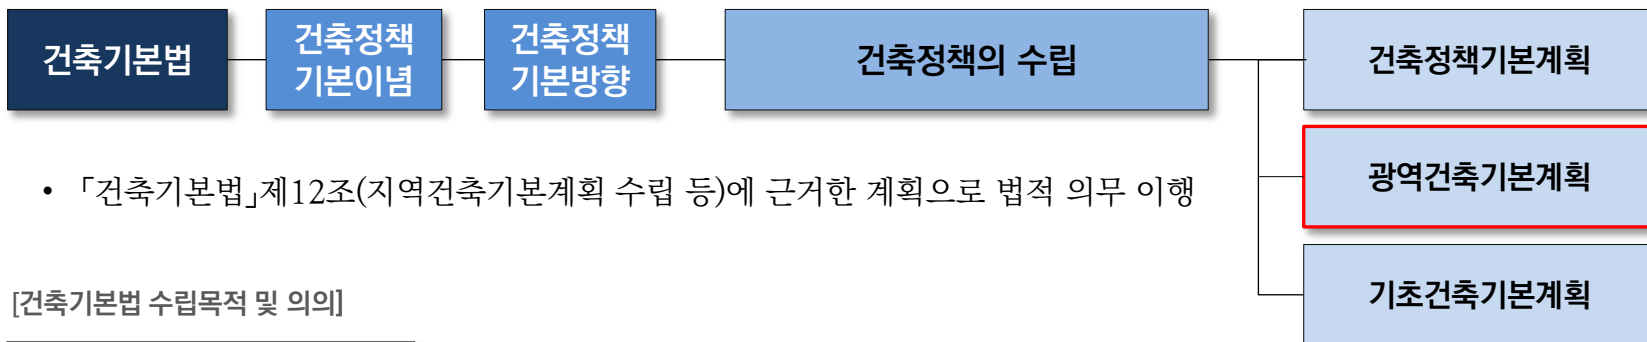 건축기본법
건축정책
기본이념
건축정책
기본방향
건축정책의 수립
건축정책기본계획
광역건축기본계획
기초건축기본계획
• 「건축기본법」제12조(지역건축기본계획 수립 등)에 근거한 계획으로 법적 의무 이행
[건축기본법 수립목적 및 의의]